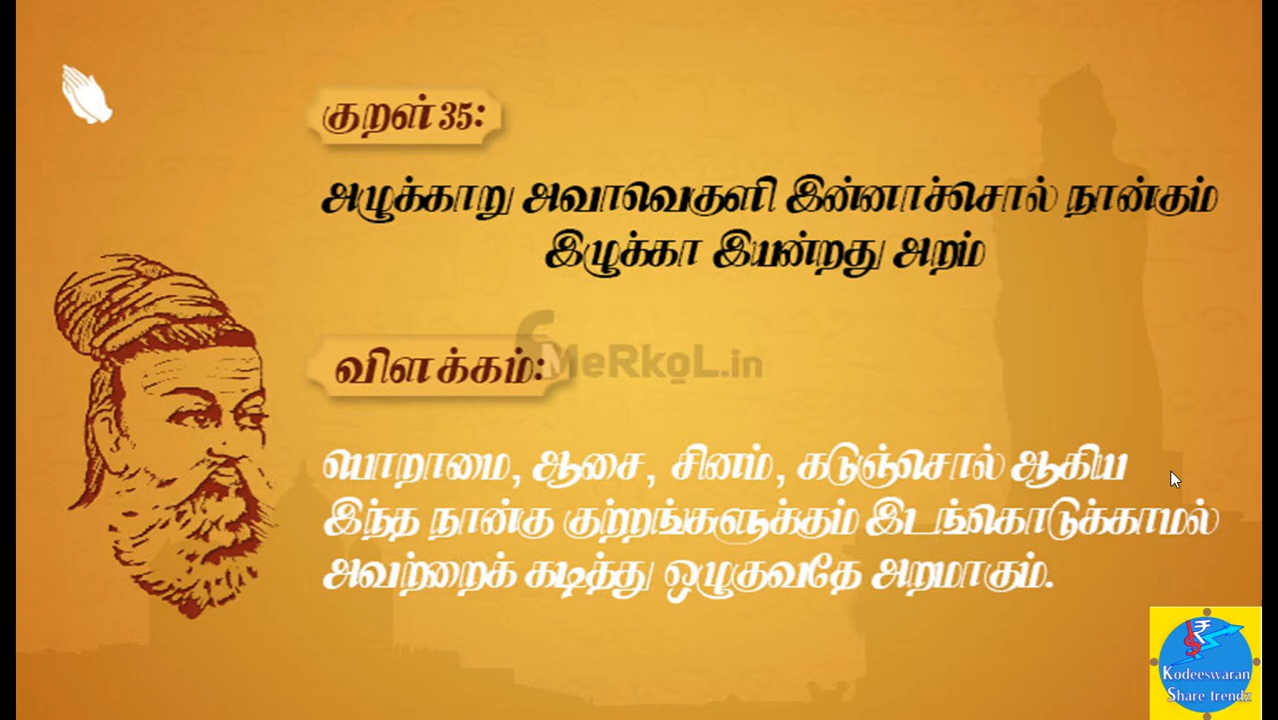 குறள் 35:
அழுக்காறு அவாவெகுளி இன்னாச்சொல் நான்கும்
இழுக்கா இயன்றது அறம்
விளக்கம்:
MeRkoL.in
பொறாமை, ஆசை, சினம், கடுஞ்சொல் ஆகிய
இந்த நான்கு குற்றங்களுக்கும் இடங்கொடுக்காமல்
அவற்றைக் கடித்து ஒழுகுவதே அறமாகும்.
Kodeeswaran
Share trendz